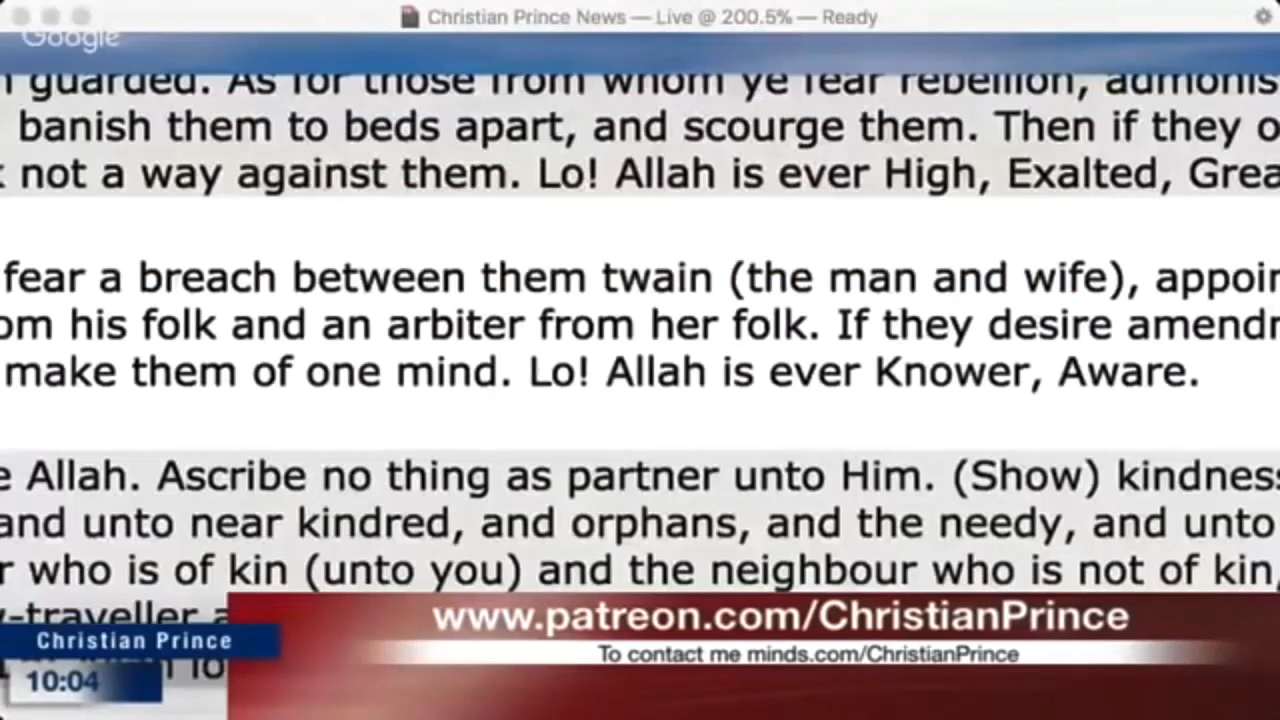 Christian Prince News — Live @ 200.5% — Ready
Google
guarded. As for those from whom ye fear rebellion, admonis
banish them to beds apart, and scourge them. Then if they o
not a way against them. Lo! Allah is ever High, Exalted, Grea
fear a breach between them twain (the man and wife), appoin
om his folk and an arbiter from her folk. If they desire amendm
make them of one mind. Lo! Allah is ever Knower, Aware.
e Allah. Ascribe no thing as partner unto Him. (Show) kindness
and unto near kindred, and orphans, and the needy, and unto
r who is of kin (unto you) and the neighbour who is not of kin,
y-traveller a
www.patreon.com/ChristianPrince
Christian Prince
To contact me minds.com/ChristianPrince
10:04